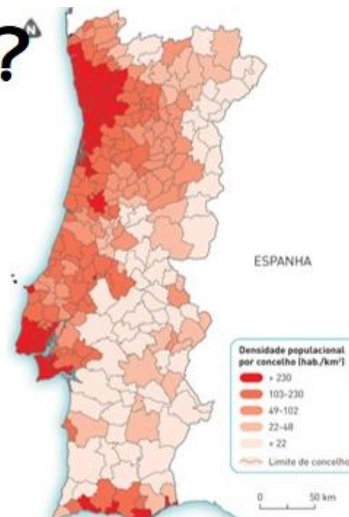 ?
N
ESPANHA
Densidade populacional
por concelho (hab./km²)
> 230
103-230
49-102
22-48
< 22
Limite de concelho
0 50 km